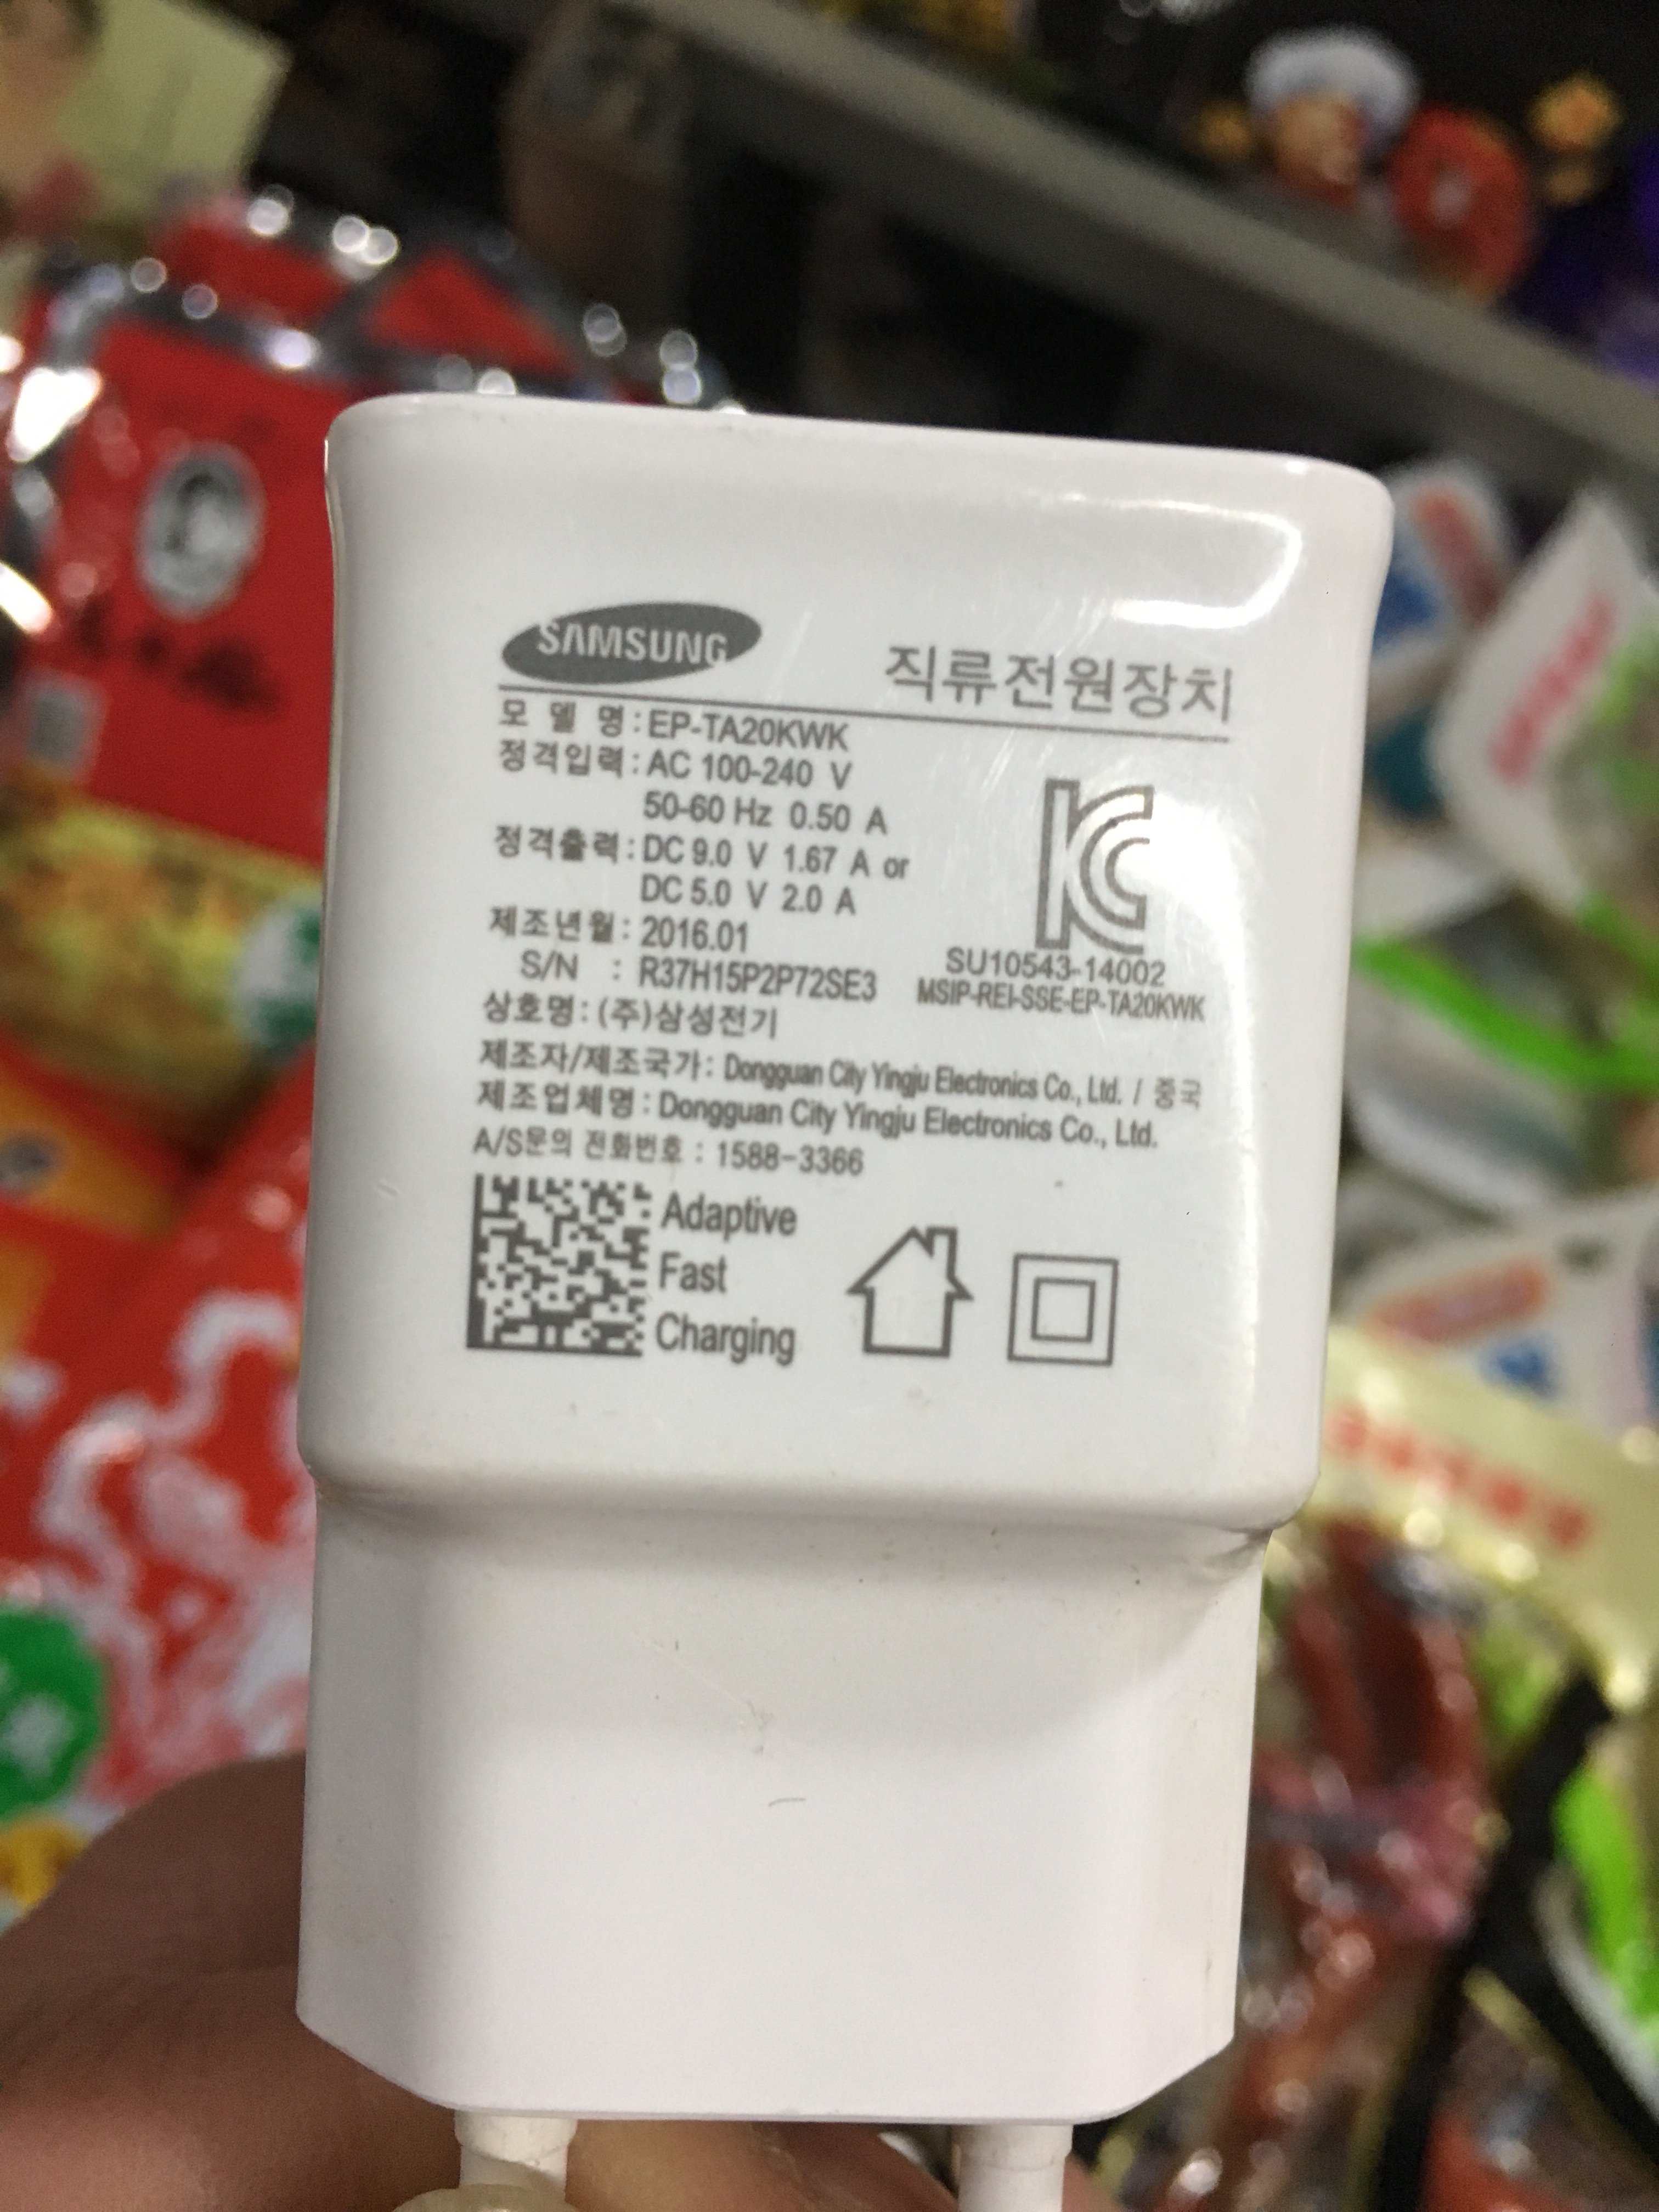 SAMSUNG 직류전원장치
모 델 명 : EP-TA20KWK
정격입력 : AC 100-240 V
50-60 Hz 0.50 A
정격출력 : DC 9.0 V 1.67 A or
DC 5.0 V 2.0 A
제조년월 : 2016.01
S/N : R37H15P2P72SE3
SU10543-14002
MSIP-REI-SSE-EP-TA20KWK
상호명 : (주)삼성전기
제조자/제조국가 : Dongguan City Yingju Electronics Co., Ltd. / 중국
제조업체명 : Dongguan City Yingju Electronics Co., Ltd.
A/S문의 전화번호 : 1588-3366
Adaptive
Fast
Charging